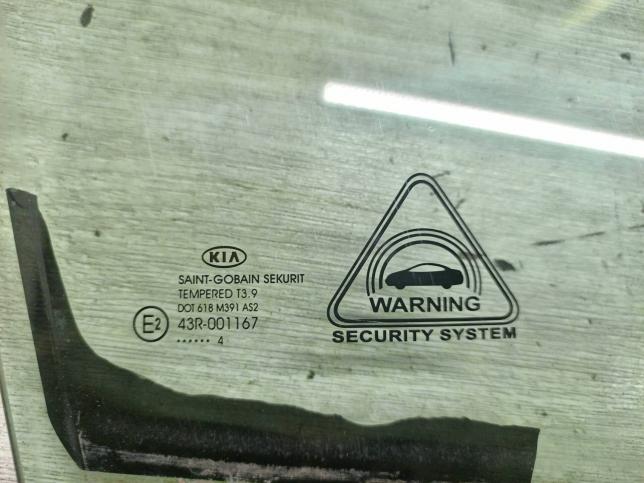 KIA
SAINT-GOBAIN SEKURIT
TEMPERED T3.9
DOT 618 M391 AS2
E2 43R-001167
...... 4
WARNING
SECURITY SYSTEM